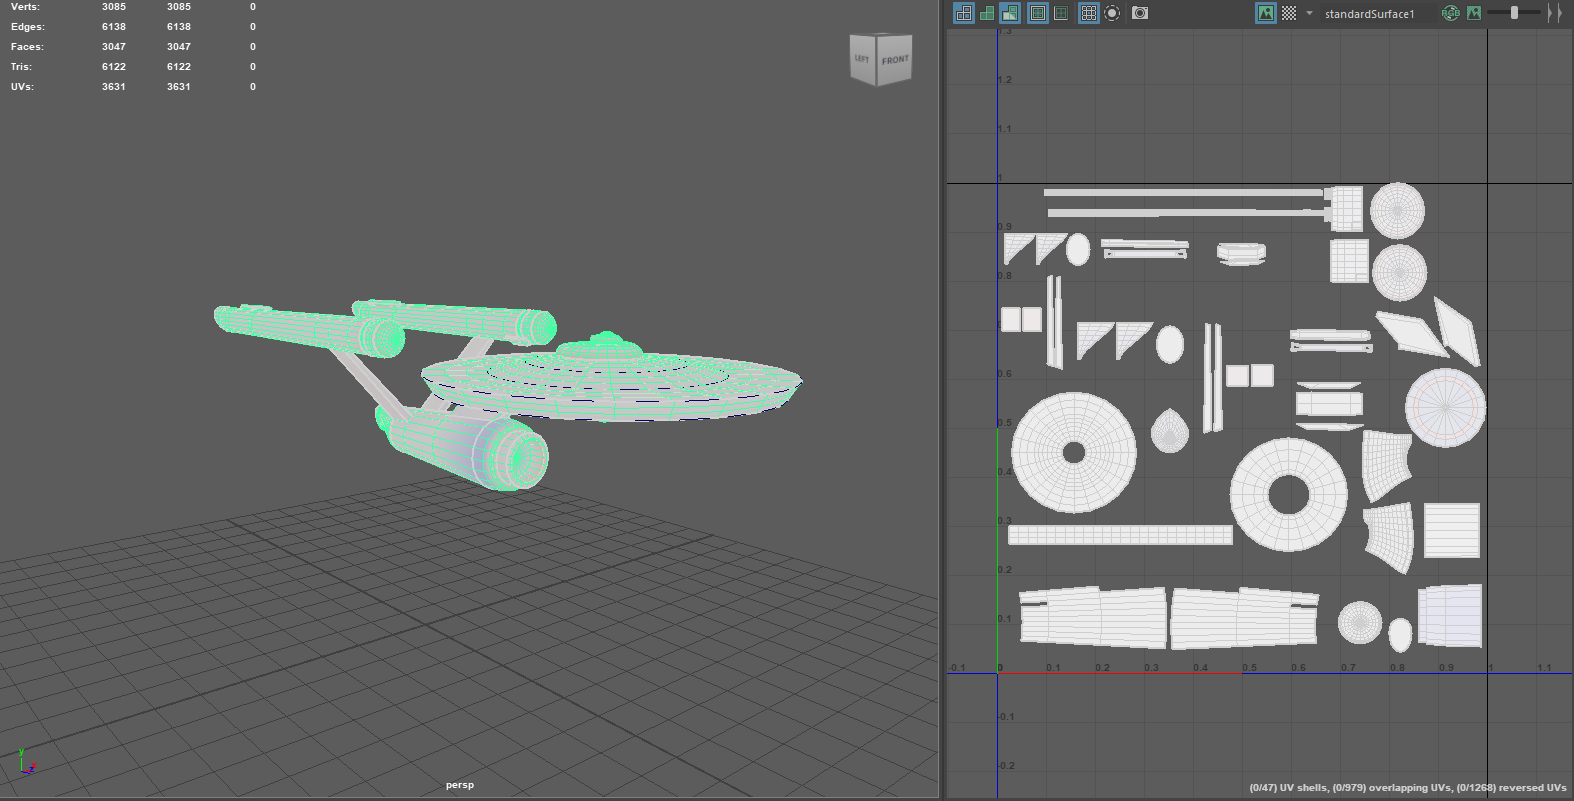 Verts: 3085 3085 0
Edges: 6138 6138 0
Faces: 3047 3047 0
Tris: 6122 6122 0
UVs: 3631 3631 0
LEFT FRONT
y
x
z
persp
standardSurface1
RGB
1.3
1.2
1.1
1
0.9
0.8
0.6
0.5
0.4
0.3
0.2
0.1
-0.1 0 0.1 0.2 0.3 0.4 0.5 0.6 0.7 0.8 0.9 1 1.1
-0.1
-0.2
(0/47) UV shells, (0/979) overlapping UVs, (0/1268) reversed UVs